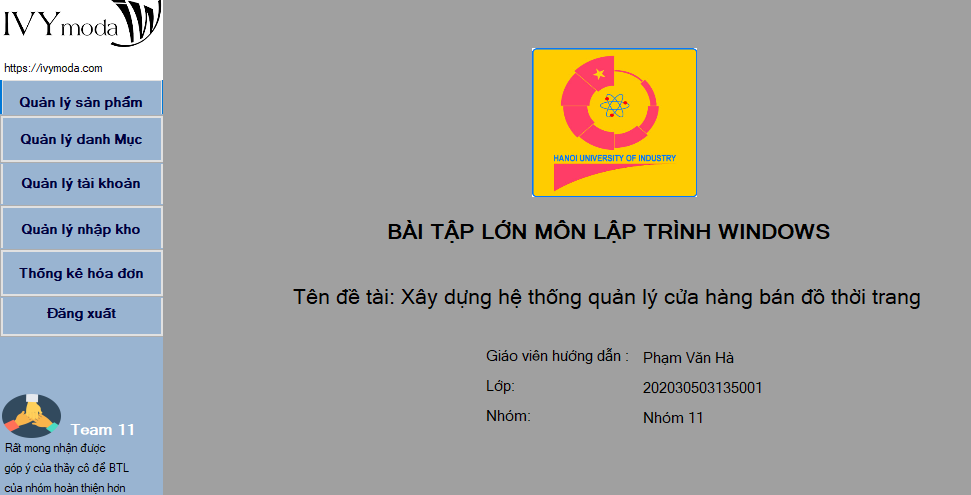 IVY moda
https://ivymoda.com
Quản lý sản phẩm
Quản lý danh Mục
Quản lý tài khoản
Quản lý nhập kho
Thống kê hóa đơn
Đăng xuất
Team 11
Rất mong nhận được
góp ý của thầy cô để BTL
của nhóm hoàn thiện hơn
HANOI UNIVERSITY OF INDUSTRY
BÀI TẬP LỚN MÔN LẬP TRÌNH WINDOWS
Tên đề tài: Xây dựng hệ thống quản lý cửa hàng bán đồ thời trang
Giáo viên hướng dẫn : Phạm Văn Hà
Lớp: 202030503135001
Nhóm: Nhóm 11